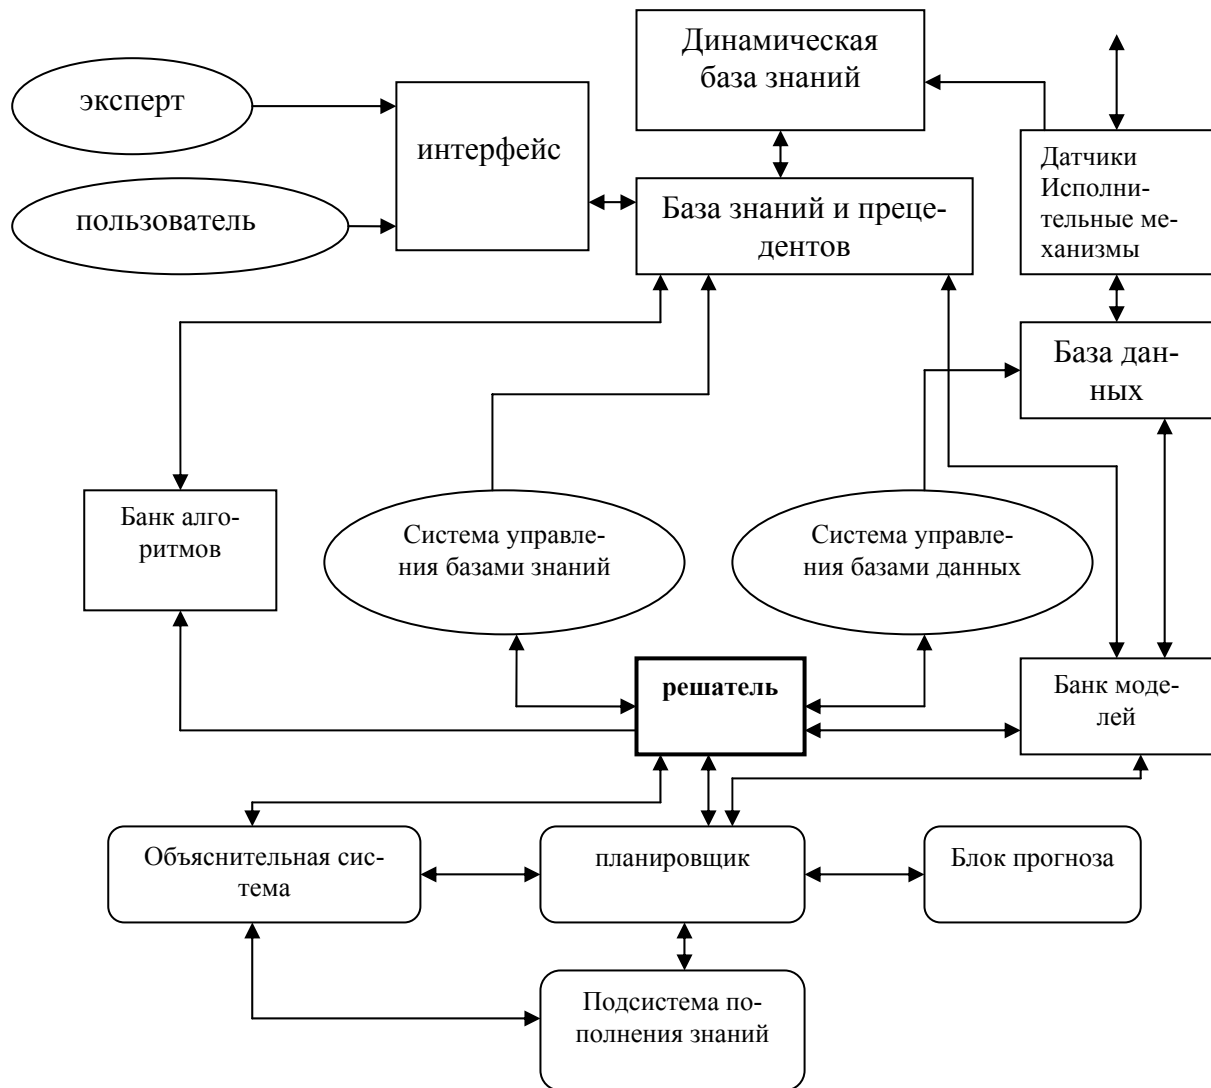 Динамическая
база знаний
эксперт
интерфейс
Датчики
Исполни-
тельные ме-
ханизмы
пользователь
База знаний и преце-
дентов
База дан-
ных
Банк алго-
ритмов
Система управле-
ния базами знаний
Система управле-
ния базами данных
решатель
Банк моде-
лей
Объяснительная сис-
тема
планировщик
Блок прогноза
Подсистема по-
полнения знаний